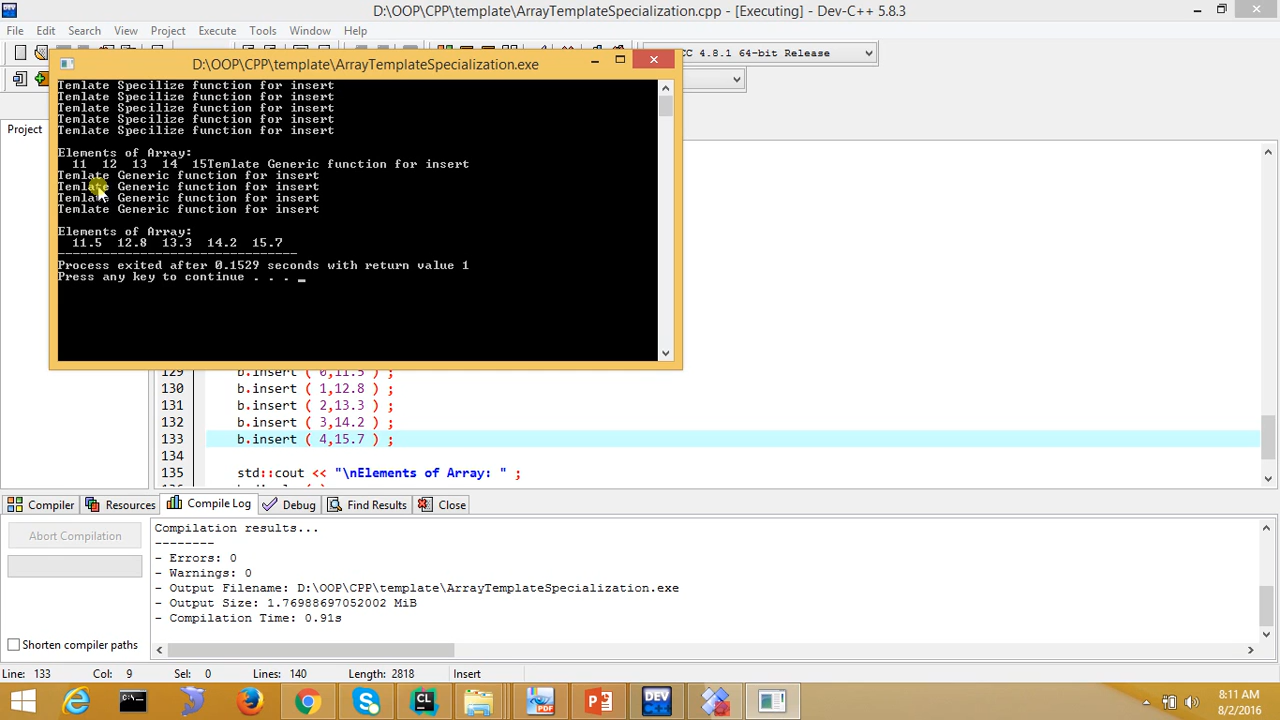 D:\OOP\CPP\template\ArrayTemplateSpecialization.cpp - [Executing] - Dev-C++ 5.8.3
File Edit Search View Project Execute Tools Window Help
CC 4.8.1 64-bit Release
D:\OOP\CPP\template\ArrayTemplateSpecialization.exe
Project
Temlate Specilize function for insert
Temlate Specilize function for insert
Temlate Specilize function for insert
Temlate Specilize function for insert
Temlate Specilize function for insert
Elements of Array:
11 12 13 14 15Temlate Generic function for insert
Temlate Generic function for insert
Temlate Generic function for insert
Temlate Generic function for insert
Temlate Generic function for insert
Elements of Array:
11.5 12.8 13.3 14.2 15.7
--------------------------------
Process exited after 0.1529 seconds with return value 1
Press any key to continue . . . _
129 b.insert ( 0,11.5 ) ;
130 b.insert ( 1,12.8 ) ;
131 b.insert ( 2,13.3 ) ;
132 b.insert ( 3,14.2 ) ;
133 b.insert ( 4,15.7 ) ;
134
135 std::cout << "\nElements of Array: " ;
Compiler Resources Compile Log Debug Find Results Close
Abort Compilation
Shorten compiler paths
Compilation results...
--------
- Errors: 0
- Warnings: 0
- Output Filename: D:\OOP\CPP\template\ArrayTemplateSpecialization.exe
- Output Size: 1.76988697052002 MiB
- Compilation Time: 0.91s
Line: 133 Col: 9 Sel: 0 Lines: 140 Length: 2818 Insert
8:11 AM
8/2/2016